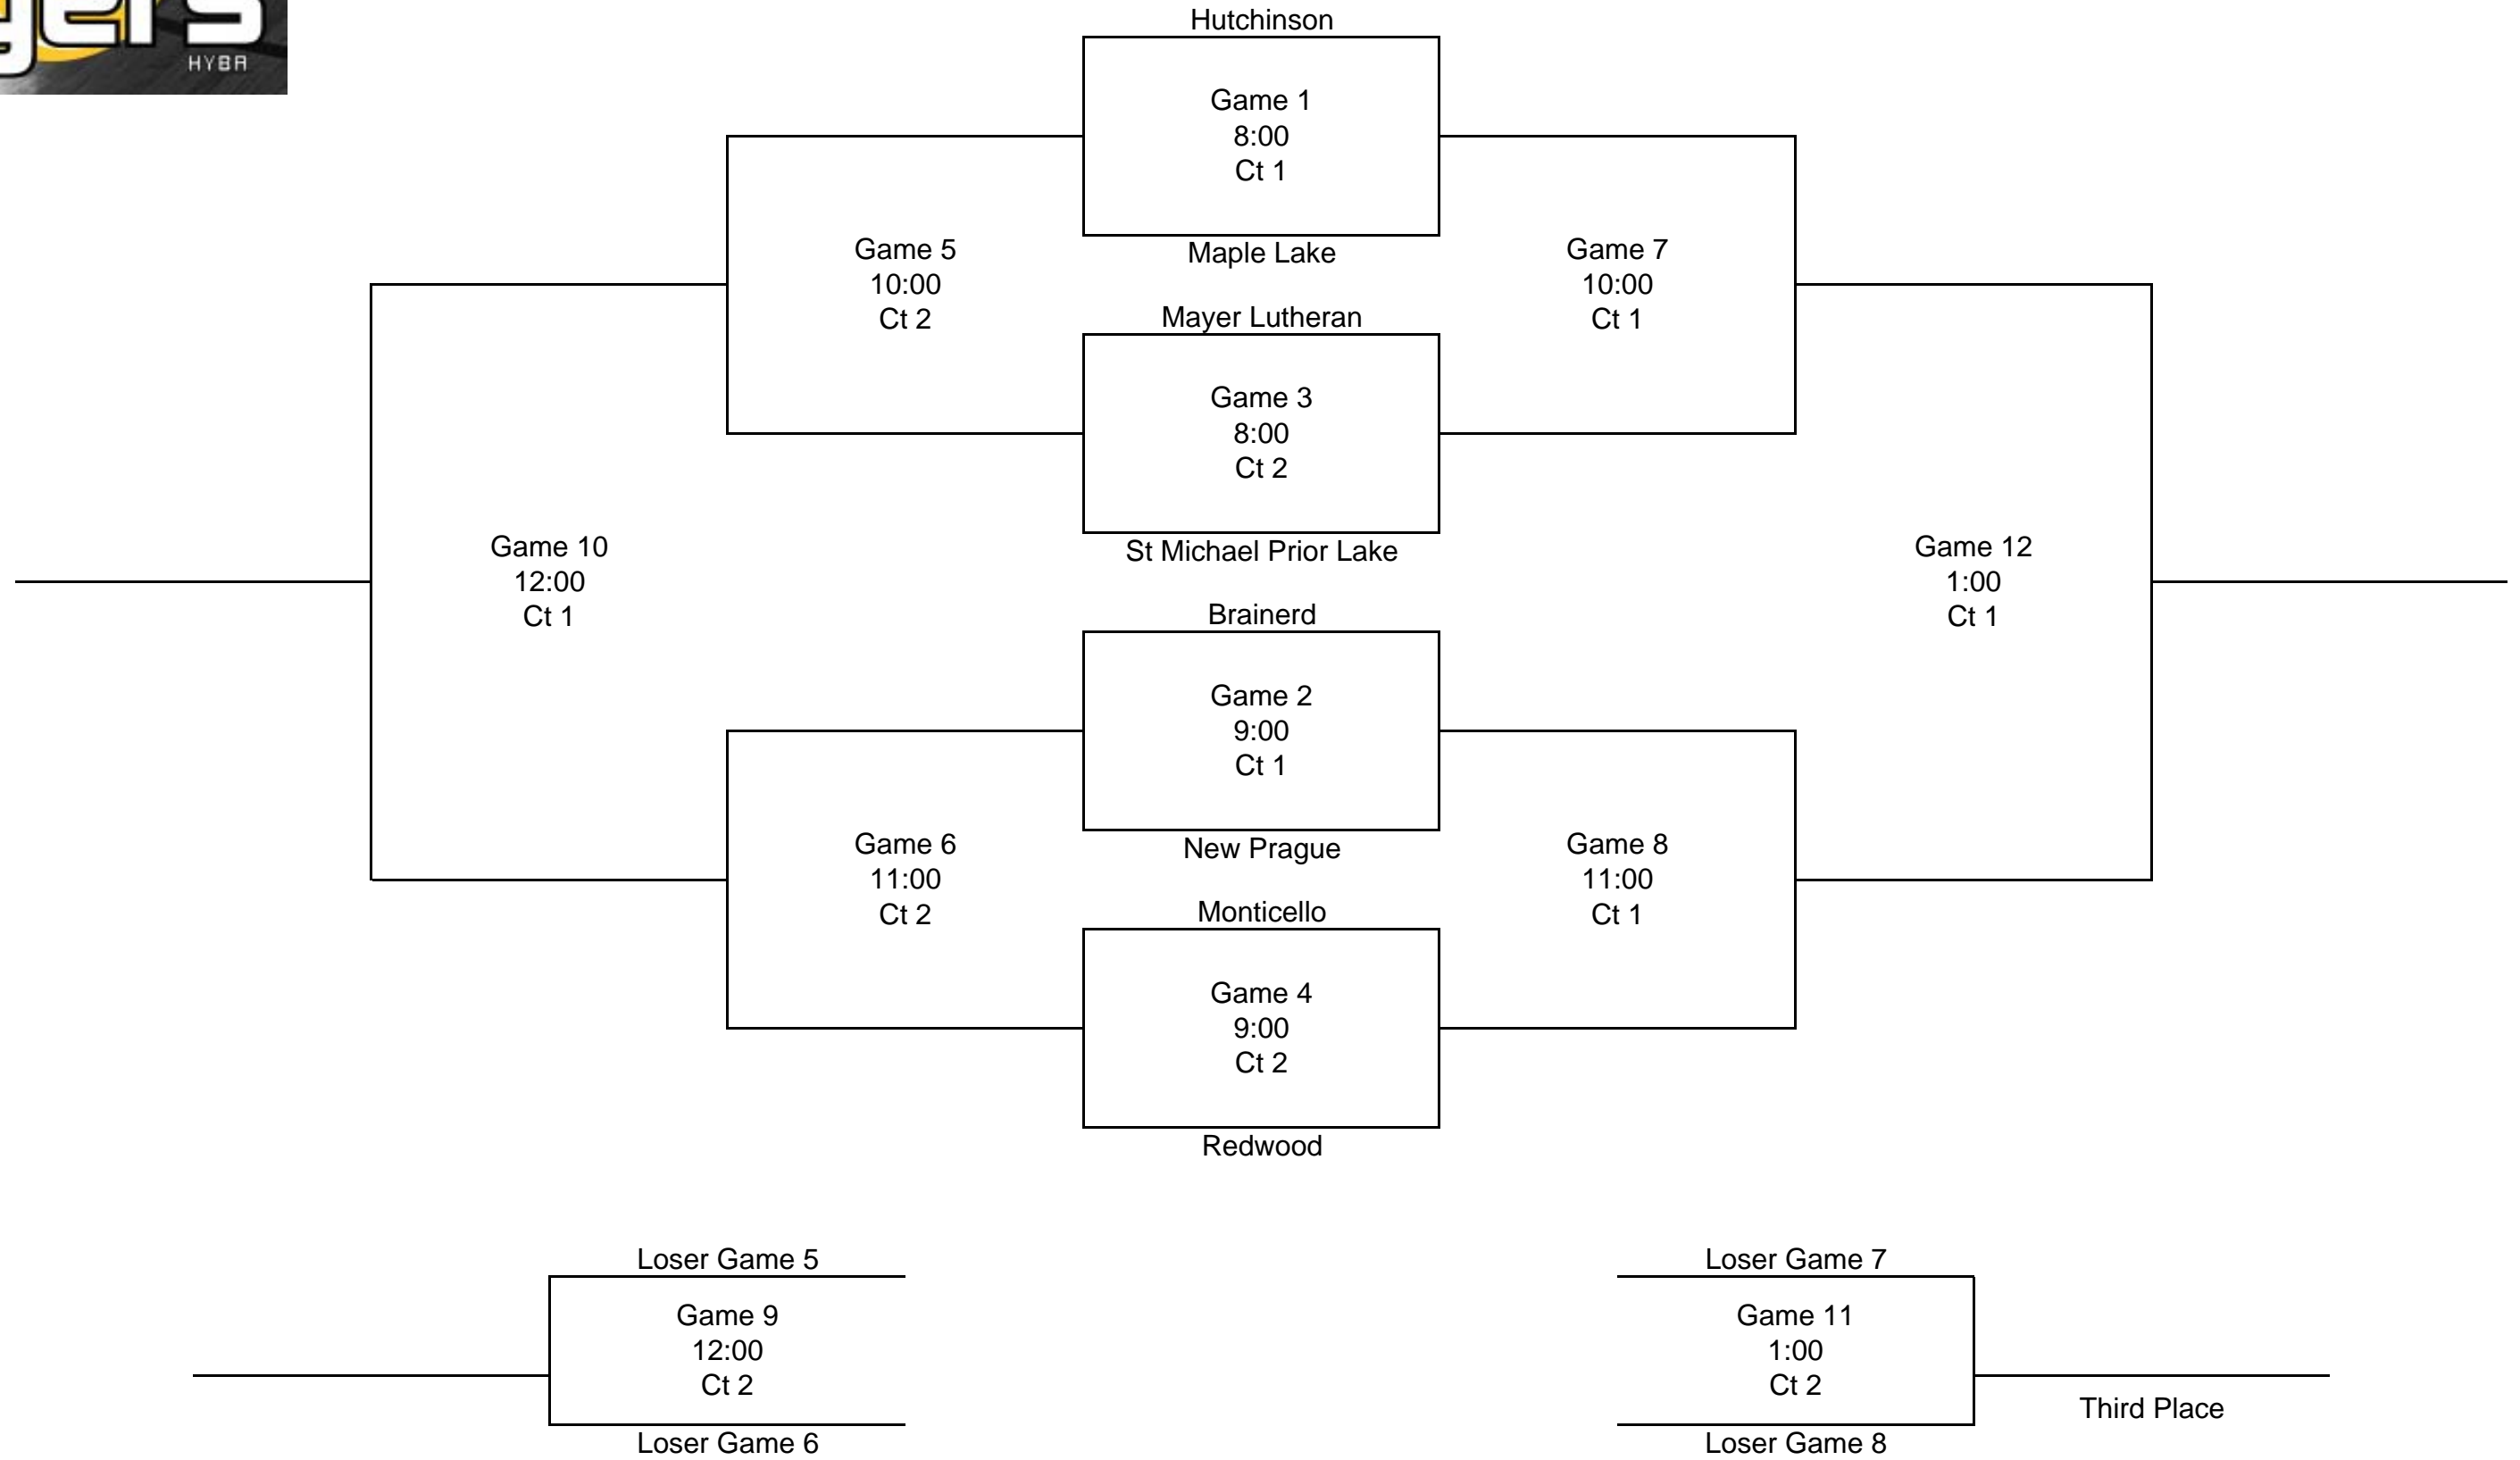 gers
HYBA
Hutchinson
Game 1
8:00
Ct 1
Maple Lake
Game 5
10:00
Ct 2
Game 7
10:00
Ct 1
Mayer Lutheran
Game 3
8:00
Ct 2
St Michael Prior Lake
Game 10
12:00
Ct 1
Game 12
1:00
Ct 1
Brainerd
Game 2
9:00
Ct 1
New Prague
Game 6
11:00
Ct 2
Game 8
11:00
Ct 1
Monticello
Game 4
9:00
Ct 2
Redwood
Loser Game 5
Game 9
12:00
Ct 2
Loser Game 6
Loser Game 7
Game 11
1:00
Ct 2
Loser Game 8
Third Place